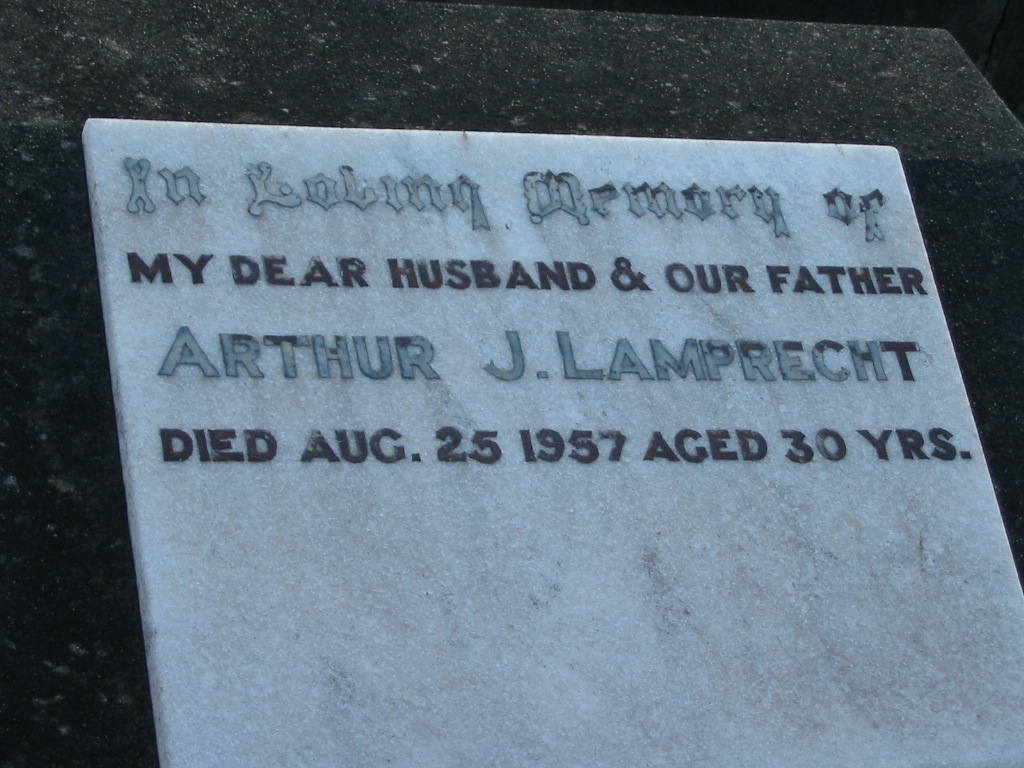 In Loving Memory of
MY DEAR HUSBAND & OUR FATHER
ARTHUR J. LAMPRECHT
DIED AUG. 25 1957 AGED 30 YRS.